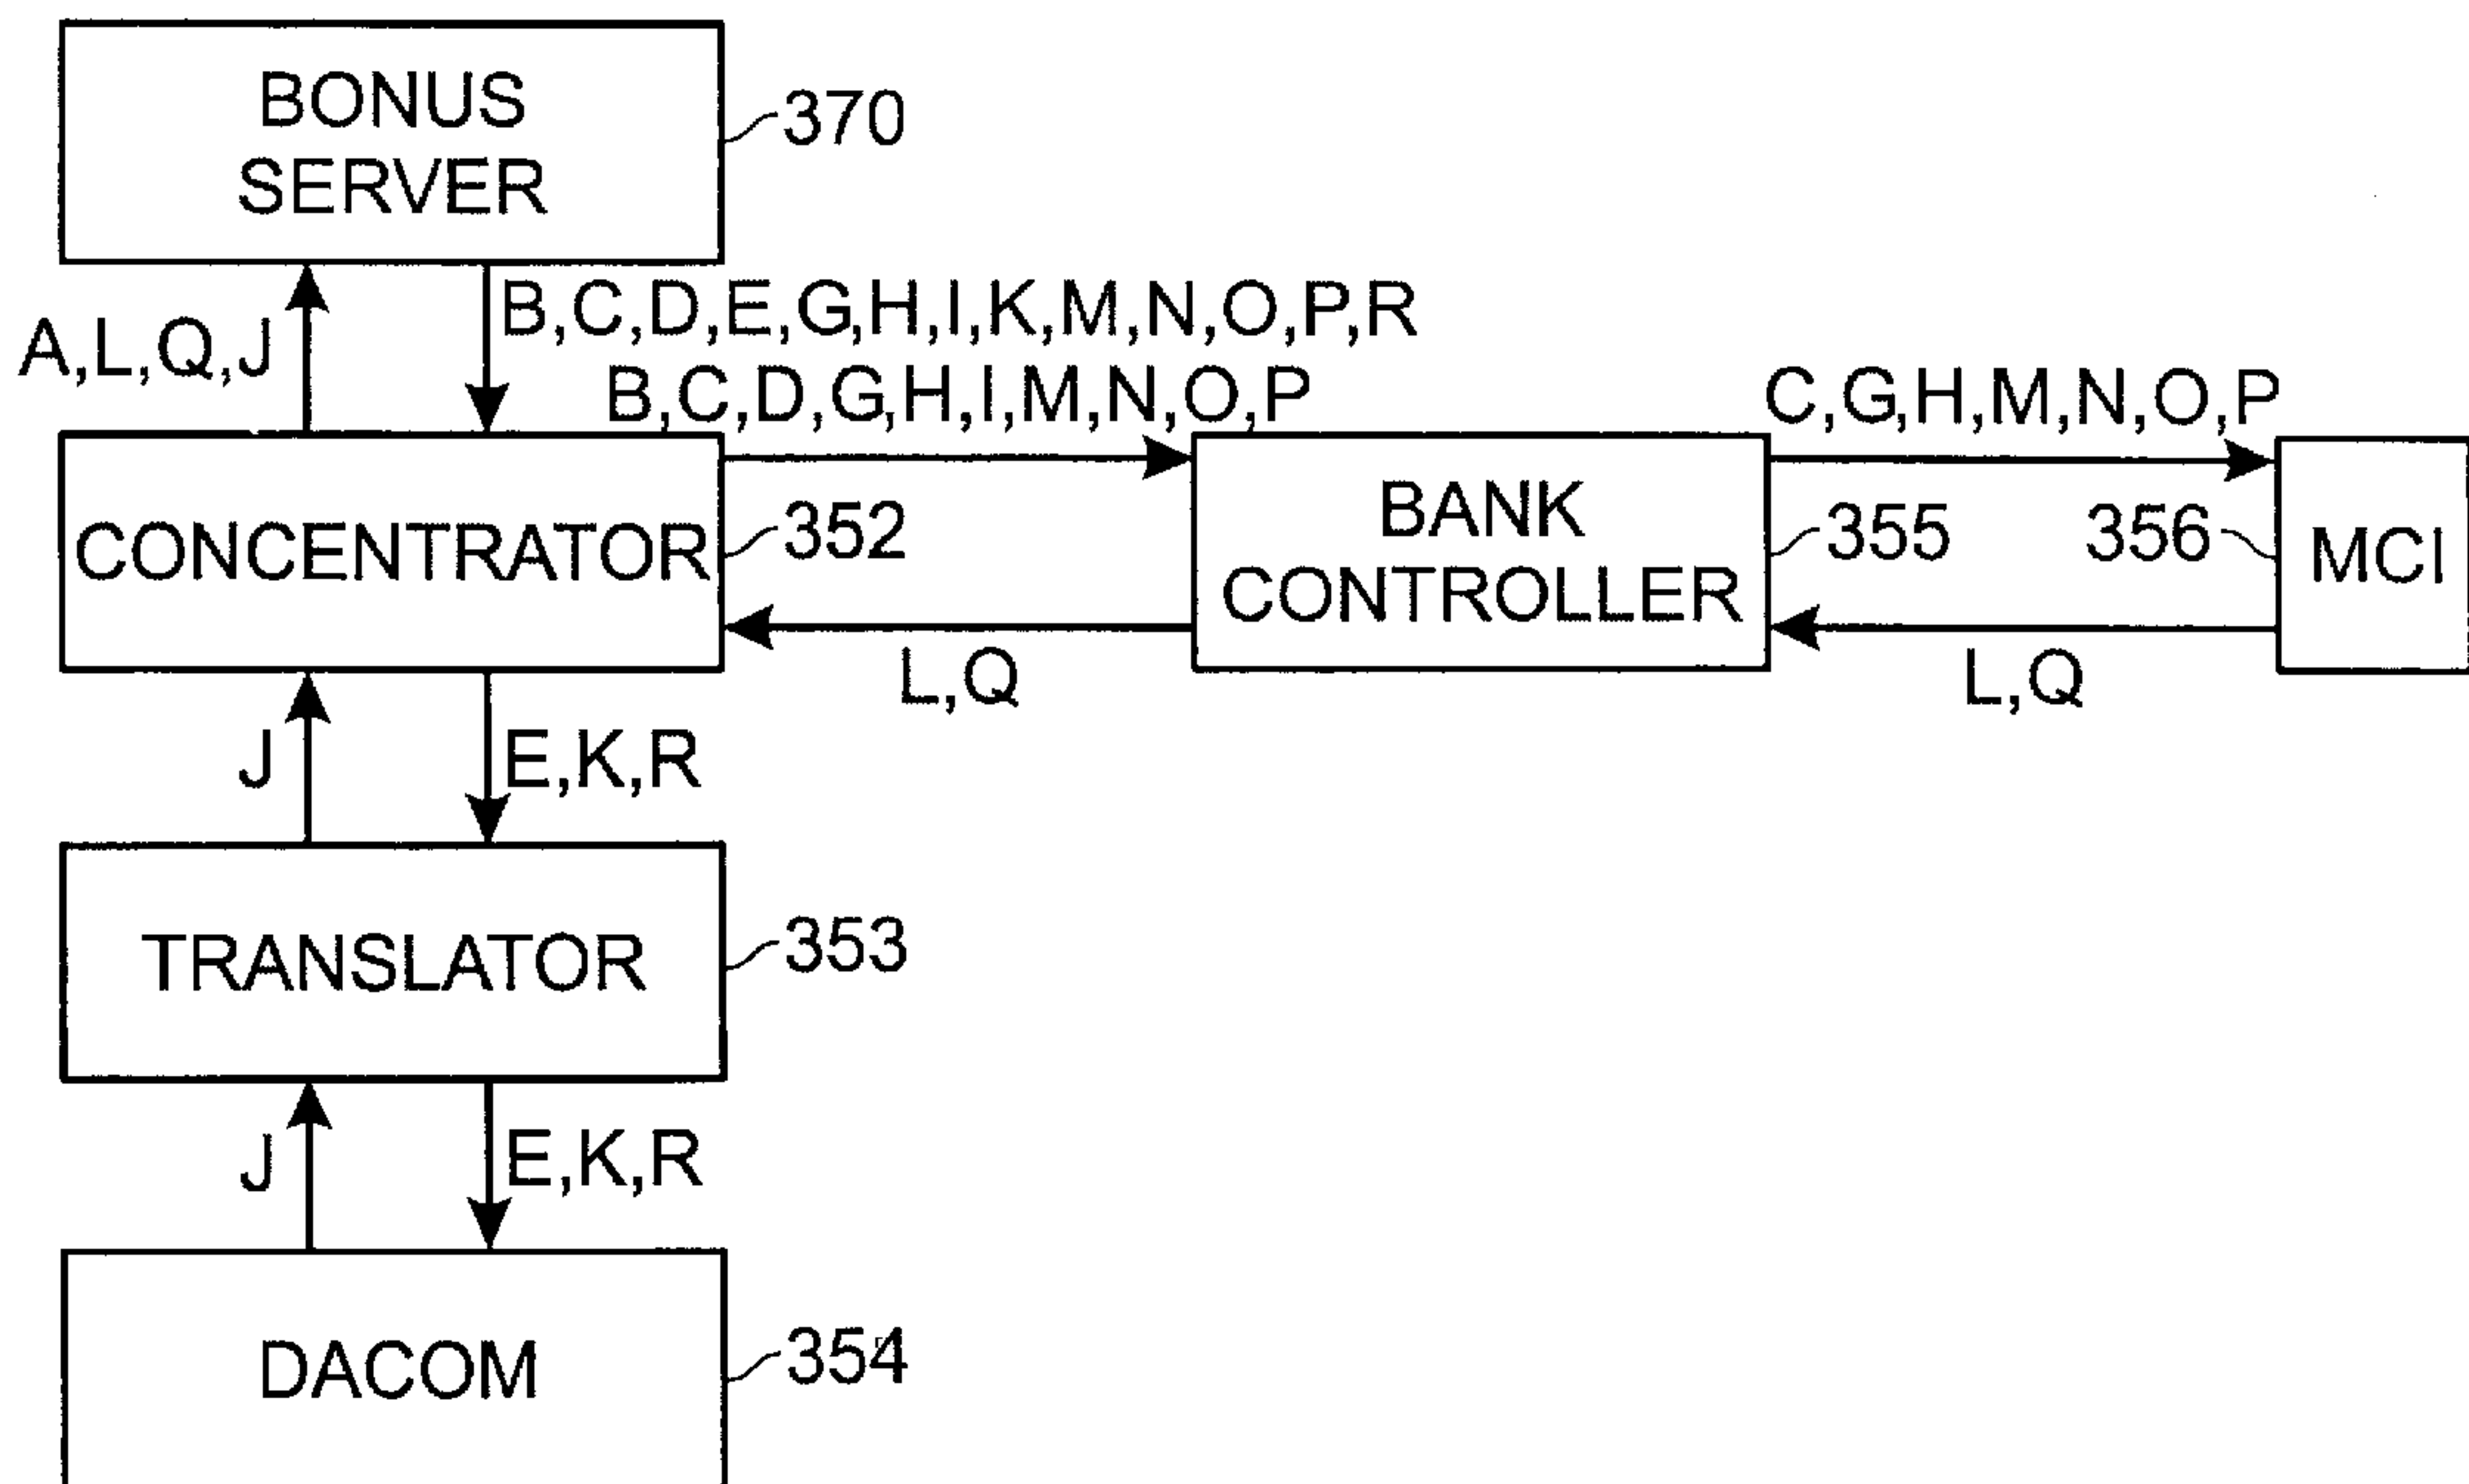 BONUS
SERVER
370
A,L,Q,J
B,C,D,E,G,H,I,K,M,N,O,P,R
B,C,D,G,H,I,M,N,O,P
C,G,H,M,N,O,P
CONCENTRATOR
352
BANK
CONTROLLER
355
356
MCI
L,Q
L,Q
J
E,K,R
TRANSLATOR
353
J
E,K,R
DACOM
354